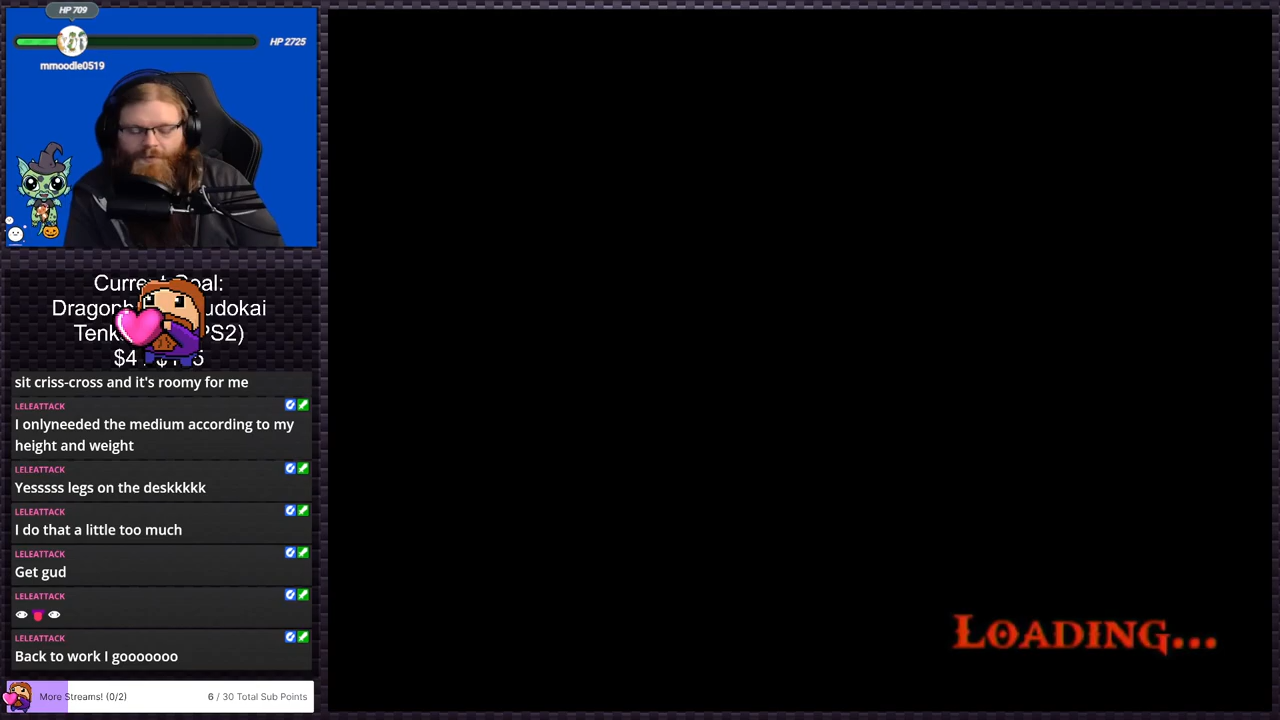 HP 709
HP 2725
mmoodle0519
Goal:
udokai
PS2)
$4
5
sit criss-cross and it's roomy for me
LELEATTACK
I onlyneeded the medium according to my
height and weight
LELEATTACK
Yesssss legs on the deskkkkk
LELEATTACK
I do that a little too much
LELEATTACK
Get gud
LELEATTACK
LELEATTACK
Back to work I gooooooo
More Streams! (0/2)
6 / 30 Total Sub Points
LOADING...